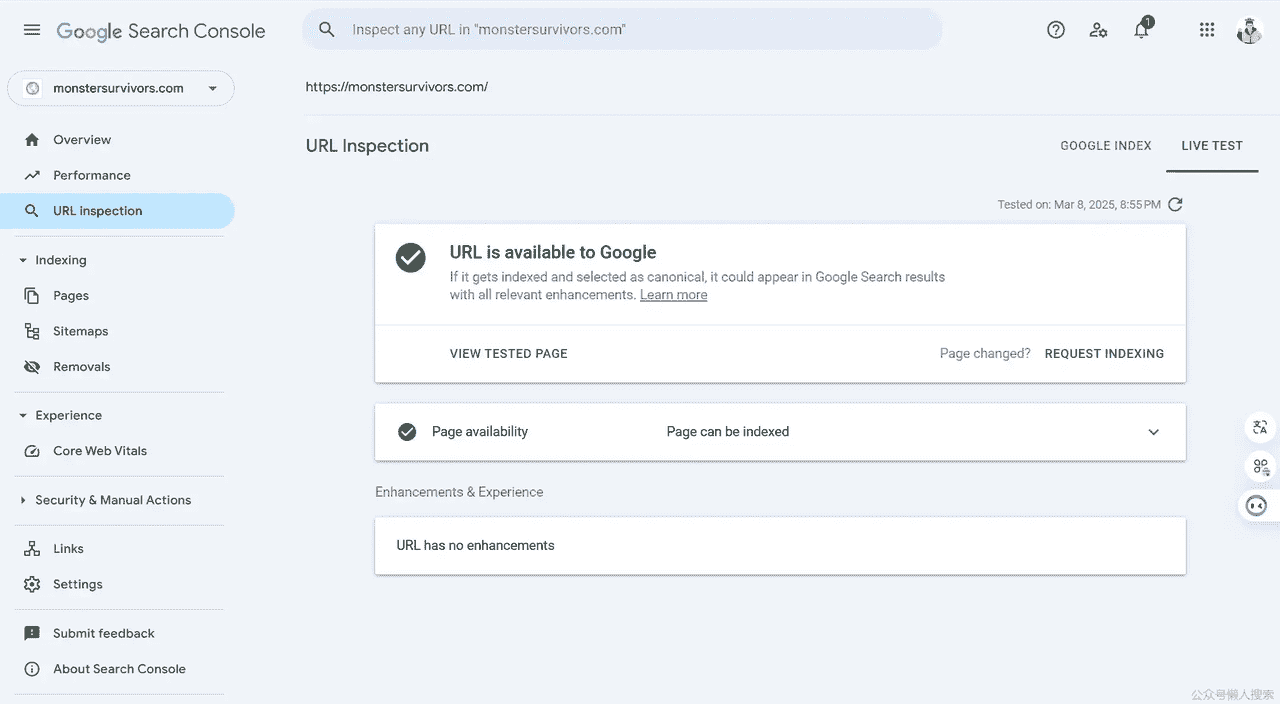 Google Search Console
Inspect any URL in "monstersurvivors.com"
1
monstersurvivors.com
https://monstersurvivors.com/
Overview
Performance
URL inspection
Indexing
Pages
Sitemaps
Removals
Experience
Core Web Vitals
Security & Manual Actions
Links
Settings
Submit feedback
About Search Console
URL Inspection
GOOGLE INDEX
LIVE TEST
Tested on: Mar 8, 2025, 8:55 PM
URL is available to Google
If it gets indexed and selected as canonical, it could appear in Google Search results
with all relevant enhancements. Learn more
VIEW TESTED PAGE
Page changed? REQUEST INDEXING
Page availability
Page can be indexed
Enhancements & Experience
URL has no enhancements
公众号懒人搜索